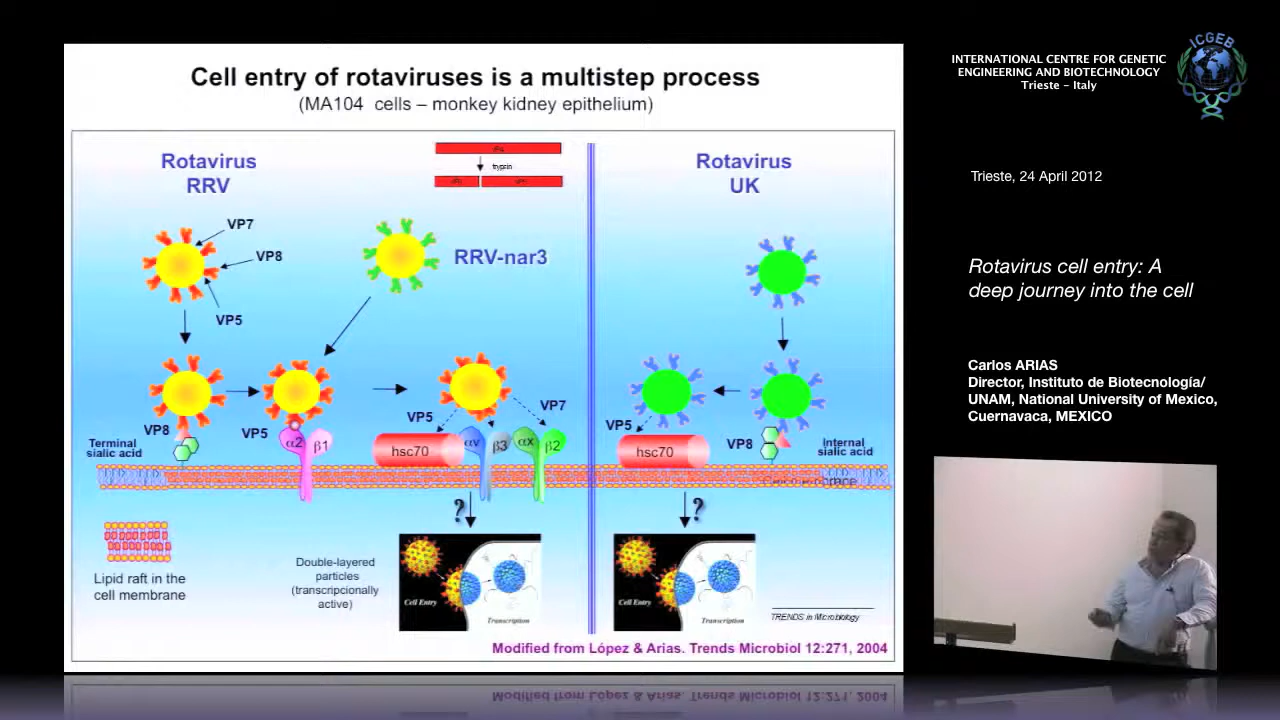 Cell entry of rotaviruses is a multistep process
(MA104 cells – monkey kidney epithelium)
Rotavirus
RRV
trypsin
Rotavirus
UK
VP7
VP8
VP5
RRV-nar3
VP8
VP5
VP5
VP7
VP5
VP8
Terminal
sialic acid
α2
β1
hsc70
αv
β3
αx
β2
hsc70
Internal
sialic acid
?
?
Lipid raft in the
cell membrane
Double-layered
particles
(transcripcionally
active)
Cell Entry
Transcription
Cell Entry
Transcription
TRENDS in Microbiology
Modified from López & Arias. Trends Microbiol 12:271, 2004
INTERNATIONAL CENTRE FOR GENETIC
ENGINEERING AND BIOTECHNOLOGY
Trieste - Italy
ICGEB
Trieste, 24 April 2012
Rotavirus cell entry: A
deep journey into the cell
Carlos ARIAS
Director, Instituto de Biotecnología/
UNAM, National University of Mexico,
Cuernavaca, MEXICO